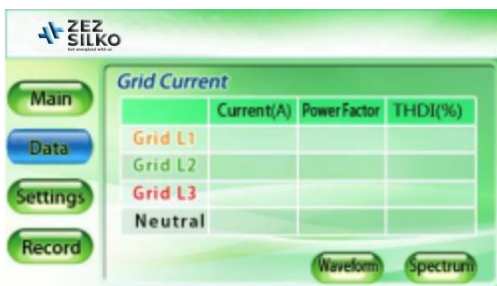 ZEZ
SILKO
Main
Data
Settings
Record
Grid Current
Current(A) Power Factor THDI(%)
Grid L1
Grid L2
Grid L3
Neutral
Waveform Spectrum